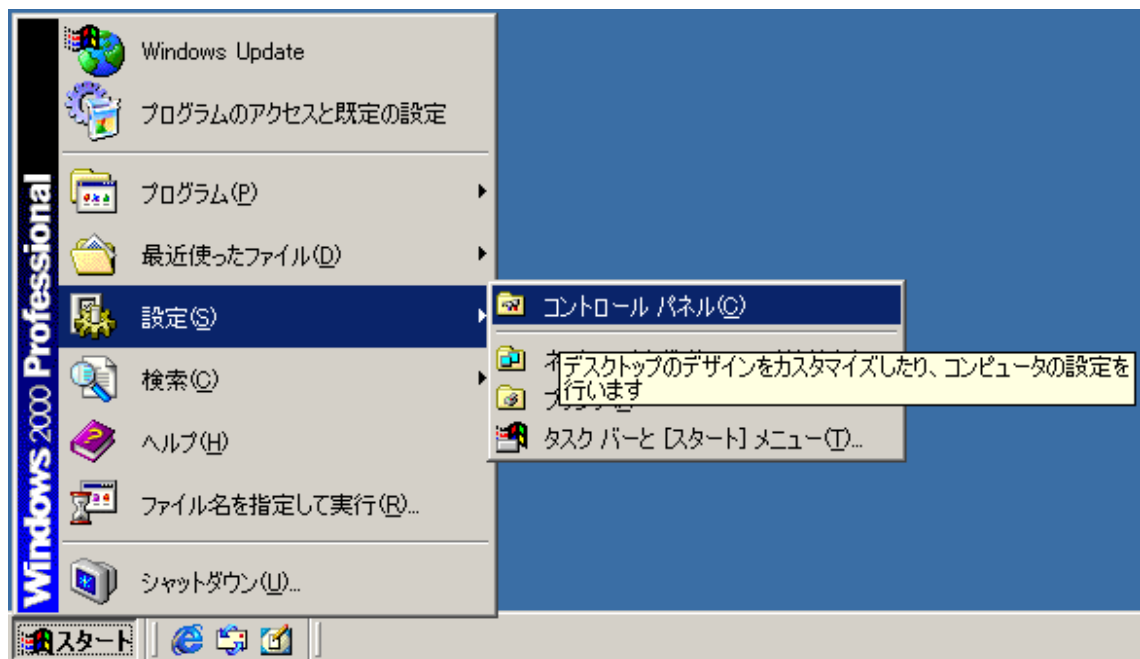 Windows Update
プログラムのアクセスと既定の設定
プログラム(P)
最近使ったファイル(D)
設定(S)
検索(C)
ヘルプ(H)
ファイル名を指定して実行(R)...
シャットダウン(U)...
Windows 2000 Professional
コントロール パネル(C)
デスクトップのデザインをカスタマイズしたり、コンピュータの設定を
行います
タスク バーと [スタート] メニュー(T)...
スタート